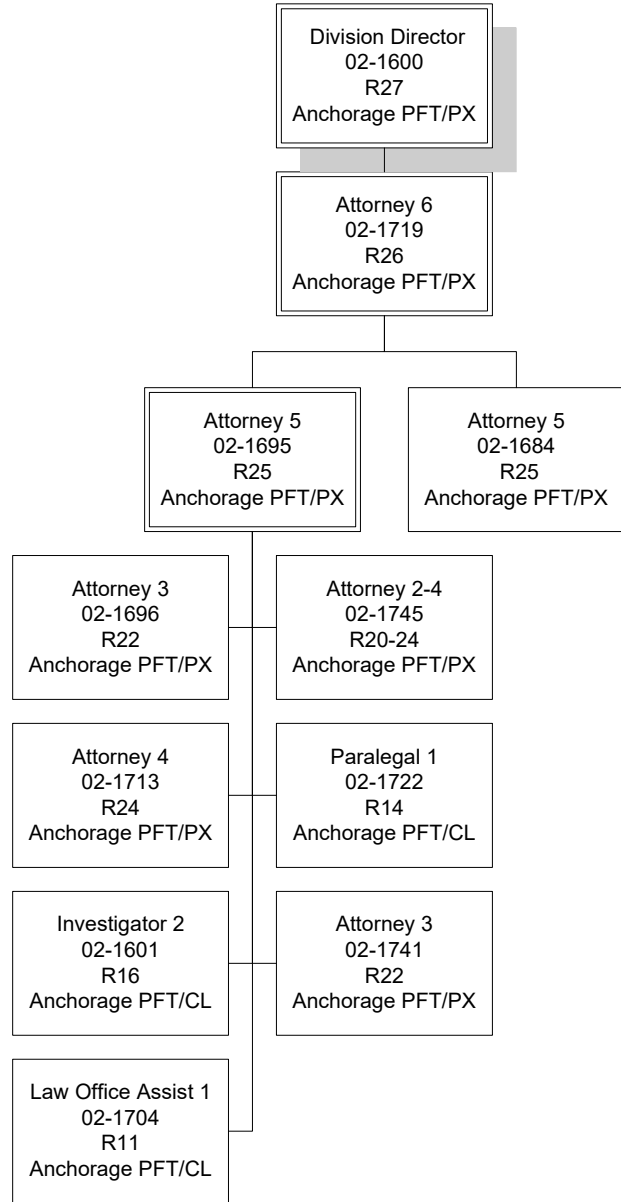 Division Director
02-1600
R27
Anchorage PFT/PX
Attorney 6
02-1719
R26
Anchorage PFT/PX
Attorney 5
02-1695
R25
Anchorage PFT/PX
Attorney 5
02-1684
R25
Anchorage PFT/PX
Attorney 3
02-1696
R22
Anchorage PFT/PX
Attorney 2-4
02-1745
R20-24
Anchorage PFT/PX
Attorney 4
02-1713
R24
Anchorage PFT/PX
Paralegal 1
02-1722
R14
Anchorage PFT/CL
Investigator 2
02-1601
R16
Anchorage PFT/CL
Attorney 3
02-1741
R22
Anchorage PFT/PX
Law Office Assist 1
02-1704
R11
Anchorage PFT/CL